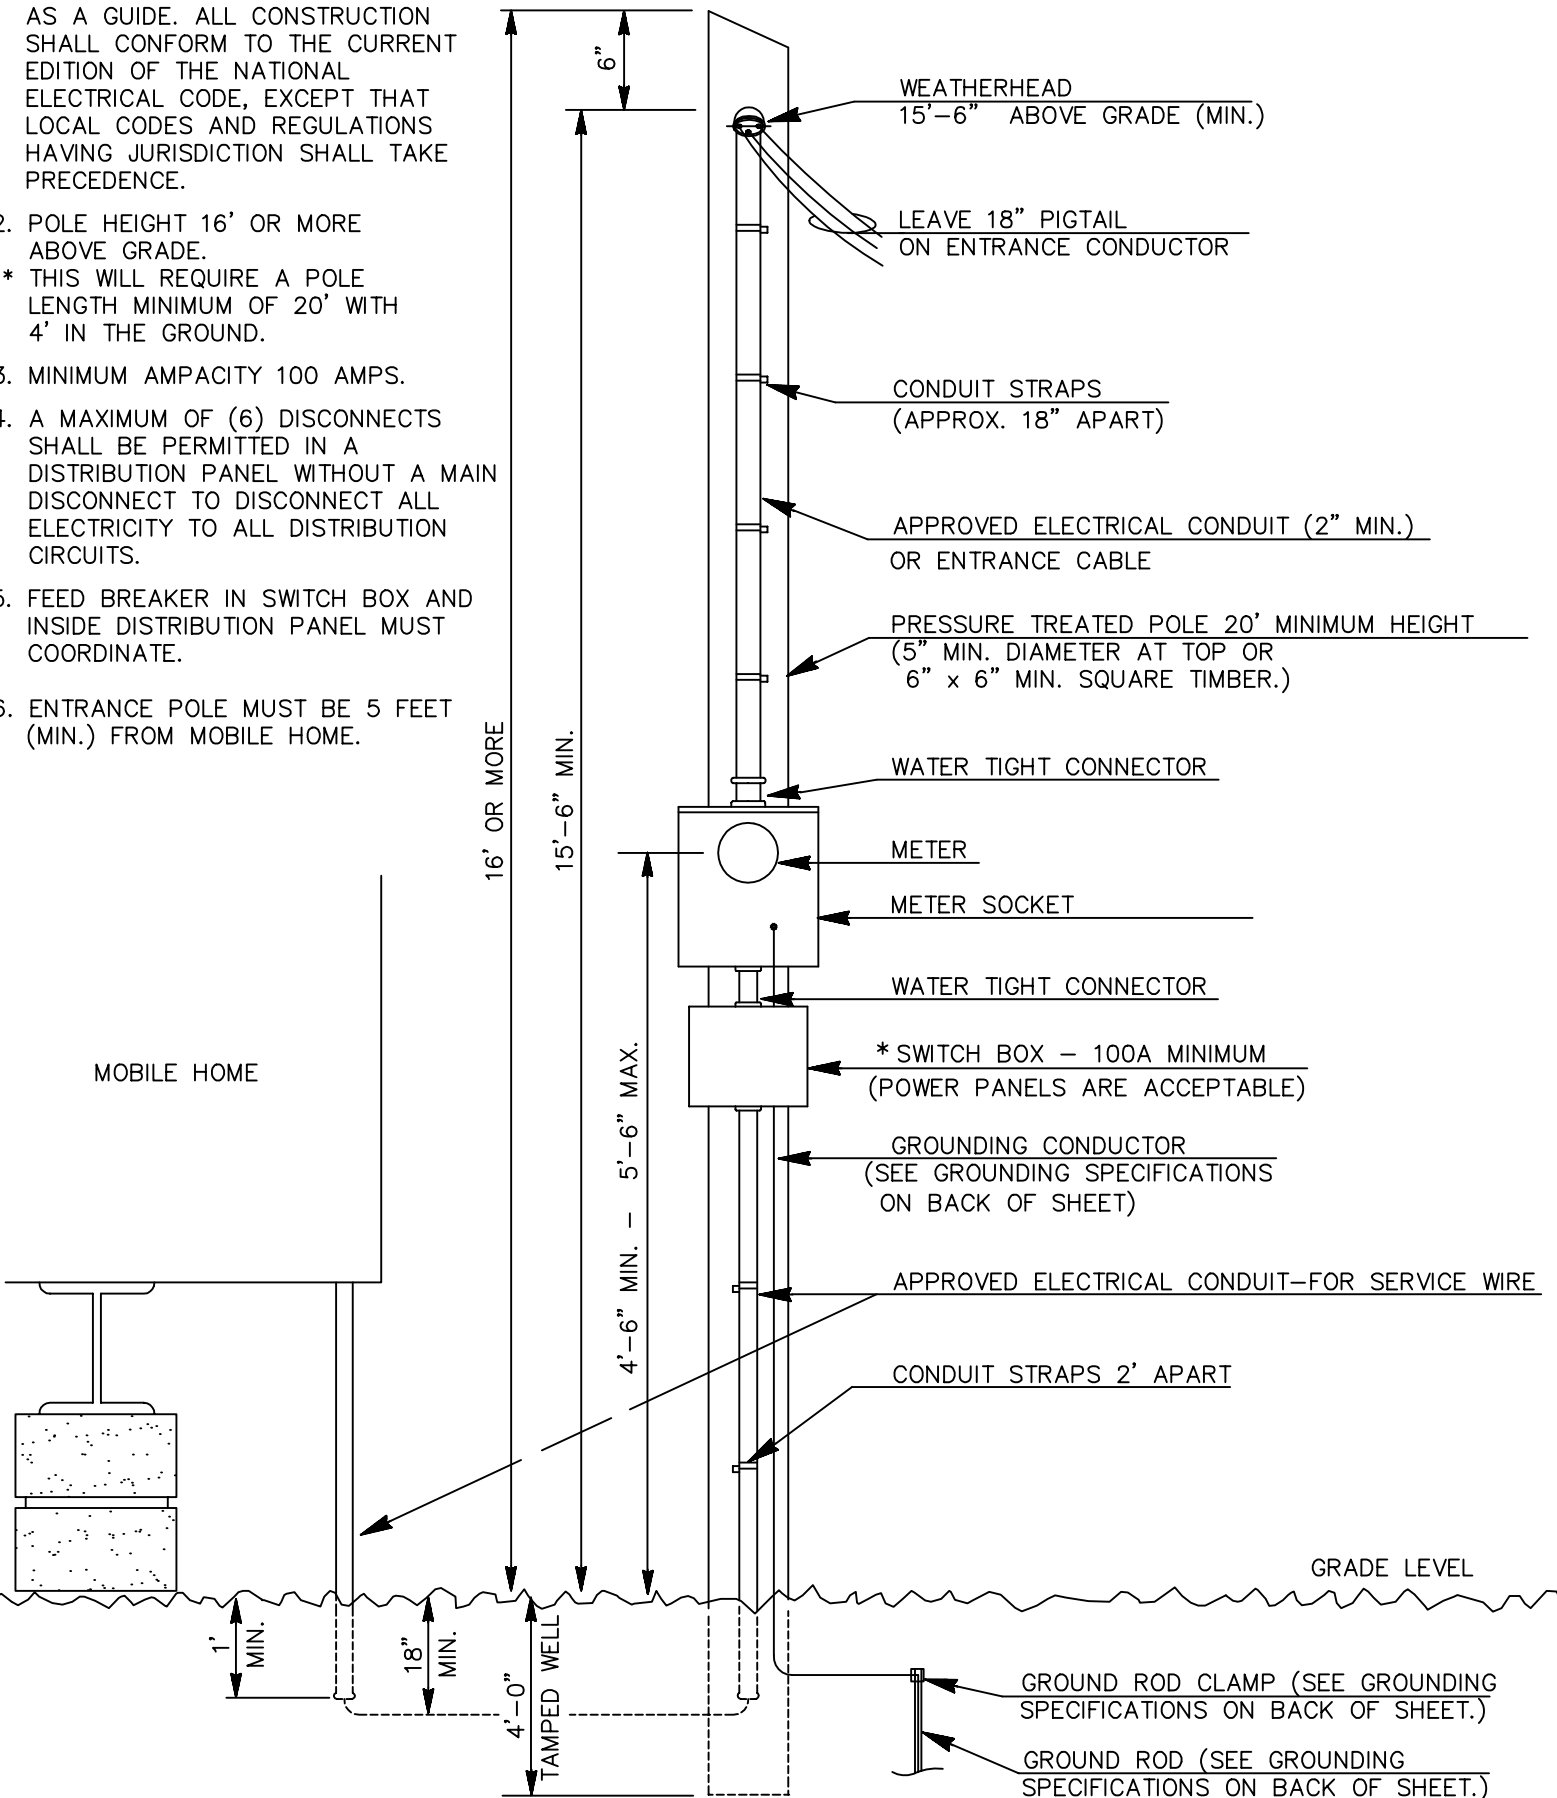 AS A GUIDE. ALL CONSTRUCTION
SHALL CONFORM TO THE CURRENT
EDITION OF THE NATIONAL
ELECTRICAL CODE, EXCEPT THAT
LOCAL CODES AND REGULATIONS
HAVING JURISDICTION SHALL TAKE
PRECEDENCE.
2. POLE HEIGHT 16' OR MORE
ABOVE GRADE.
* THIS WILL REQUIRE A POLE
LENGTH MINIMUM OF 20' WITH
4' IN THE GROUND.
3. MINIMUM AMPACITY 100 AMPS.
4. A MAXIMUM OF (6) DISCONNECTS
SHALL BE PERMITTED IN A
DISTRIBUTION PANEL WITHOUT A MAIN
DISCONNECT TO DISCONNECT ALL
ELECTRICITY TO ALL DISTRIBUTION
CIRCUITS.
5. FEED BREAKER IN SWITCH BOX AND
INSIDE DISTRIBUTION PANEL MUST
COORDINATE.
6. ENTRANCE POLE MUST BE 5 FEET
(MIN.) FROM MOBILE HOME.
MOBILE HOME
16' OR MORE
15'-6" MIN.
6"
4'-6" MIN. - 5'-6" MAX.
WEATHERHEAD
15'-6" ABOVE GRADE (MIN.)
LEAVE 18" PIGTAIL
ON ENTRANCE CONDUCTOR
CONDUIT STRAPS
(APPROX. 18" APART)
APPROVED ELECTRICAL CONDUIT (2" MIN.)
OR ENTRANCE CABLE
PRESSURE TREATED POLE 20' MINIMUM HEIGHT
(5" MIN. DIAMETER AT TOP OR
6" x 6" MIN. SQUARE TIMBER.)
WATER TIGHT CONNECTOR
METER
METER SOCKET
WATER TIGHT CONNECTOR
* SWITCH BOX - 100A MINIMUM
(POWER PANELS ARE ACCEPTABLE)
GROUNDING CONDUCTOR
(SEE GROUNDING SPECIFICATIONS
ON BACK OF SHEET)
APPROVED ELECTRICAL CONDUIT-FOR SERVICE WIRE
CONDUIT STRAPS 2' APART
GRADE LEVEL
1'
MIN.
18"
MIN.
4'-0"
TAMPED WELL
GROUND ROD CLAMP (SEE GROUNDING
SPECIFICATIONS ON BACK OF SHEET.)
GROUND ROD (SEE GROUNDING
SPECIFICATIONS ON BACK OF SHEET.)